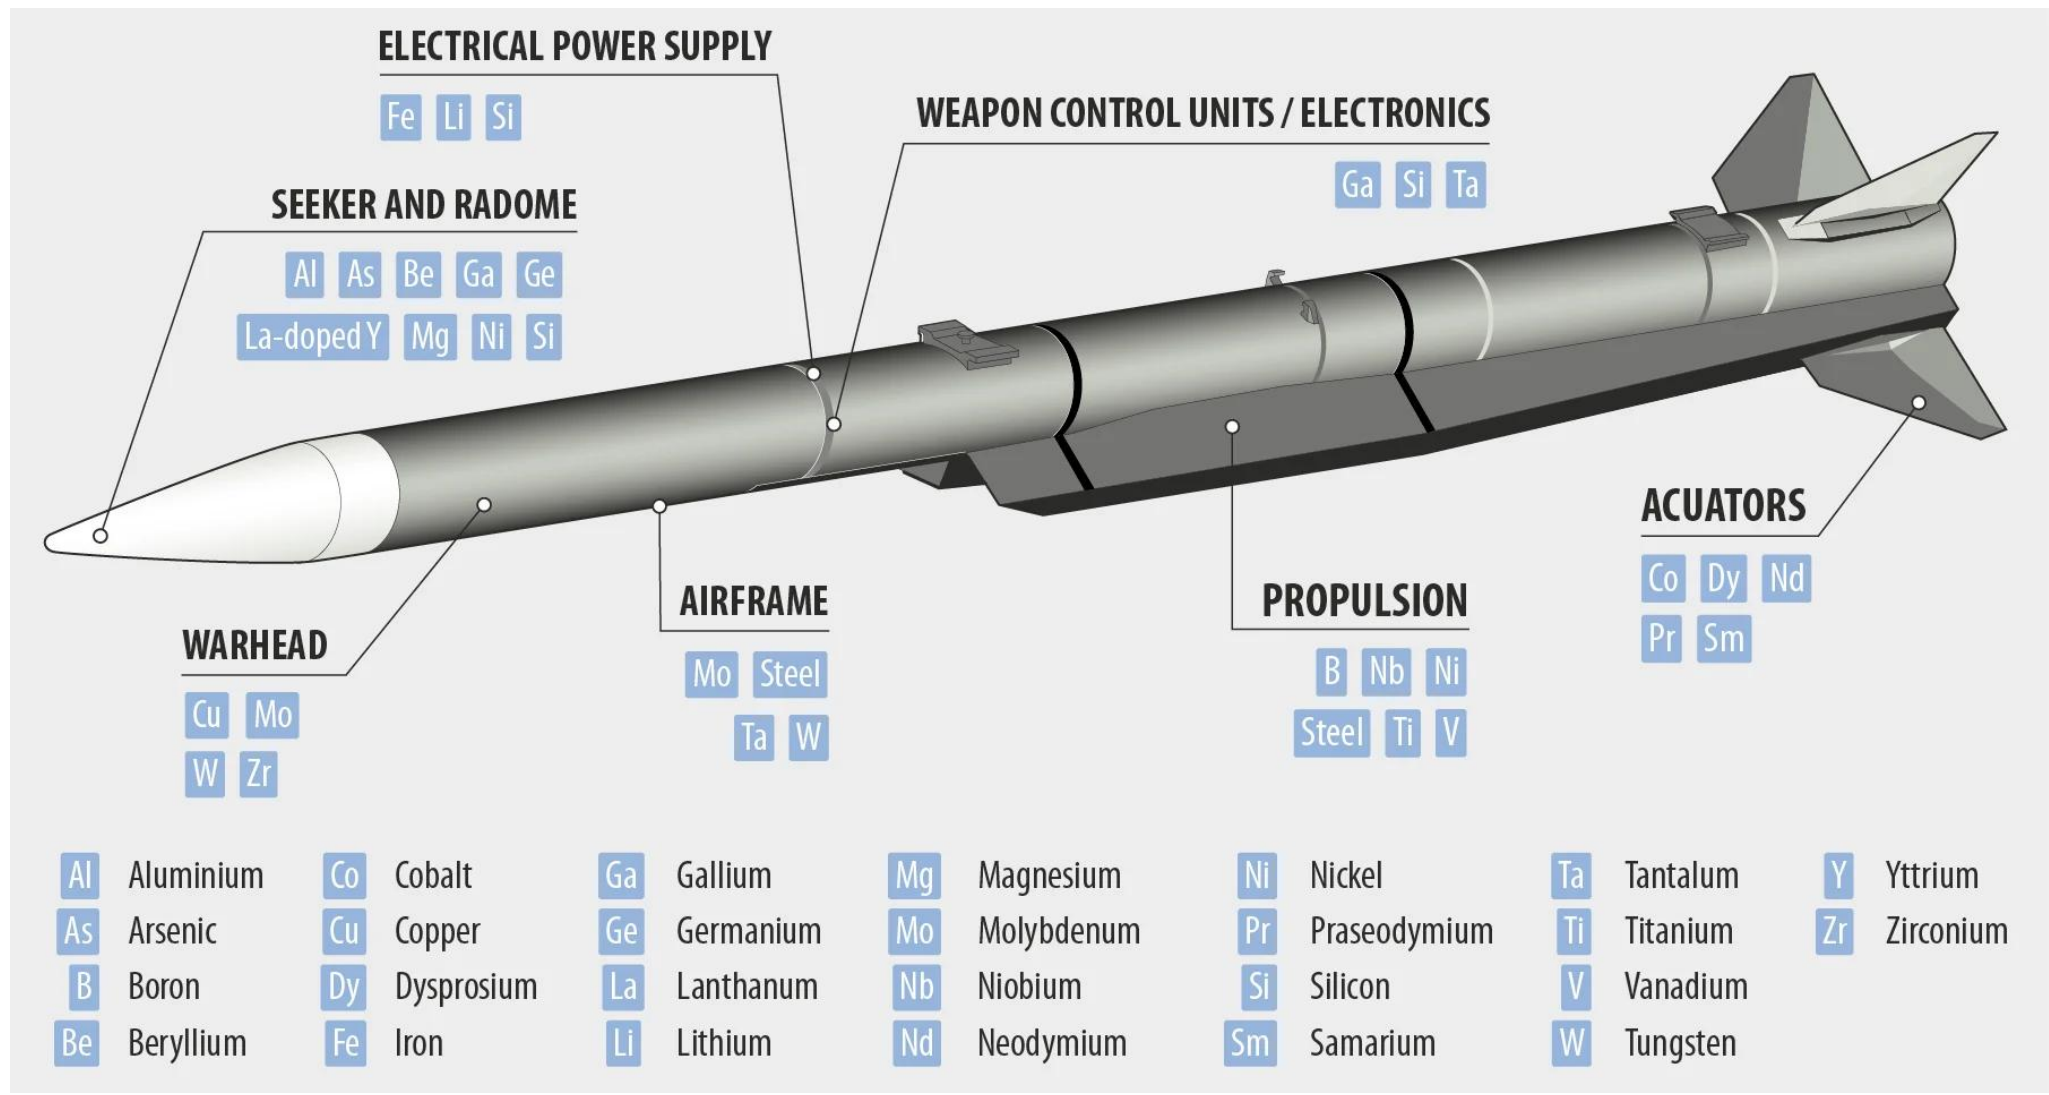 ELECTRICAL POWER SUPPLY
Fe Li Si
WEAPON CONTROL UNITS / ELECTRONICS
Ga Si Ta
SEEKER AND RADOME
Al As Be Ga Ge
La-doped Y Mg Ni Si
ACUATORS
Co Dy Nd
Pr Sm
WARHEAD
Cu Mo
W Zr
AIRFRAME
Mo Steel
Ta W
PROPULSION
B Nb Ni
Steel Ti V
Al Aluminium Co Cobalt Ga Gallium Mg Magnesium Ni Nickel Ta Tantalum Y Yttrium
As Arsenic Cu Copper Ge Germanium Mo Molybdenum Pr Praseodymium Ti Titanium Zr Zirconium
B Boron Dy Dysprosium La Lanthanum Nb Niobium Si Silicon V Vanadium
Be Beryllium Fe Iron Li Lithium Nd Neodymium Sm Samarium W Tungsten